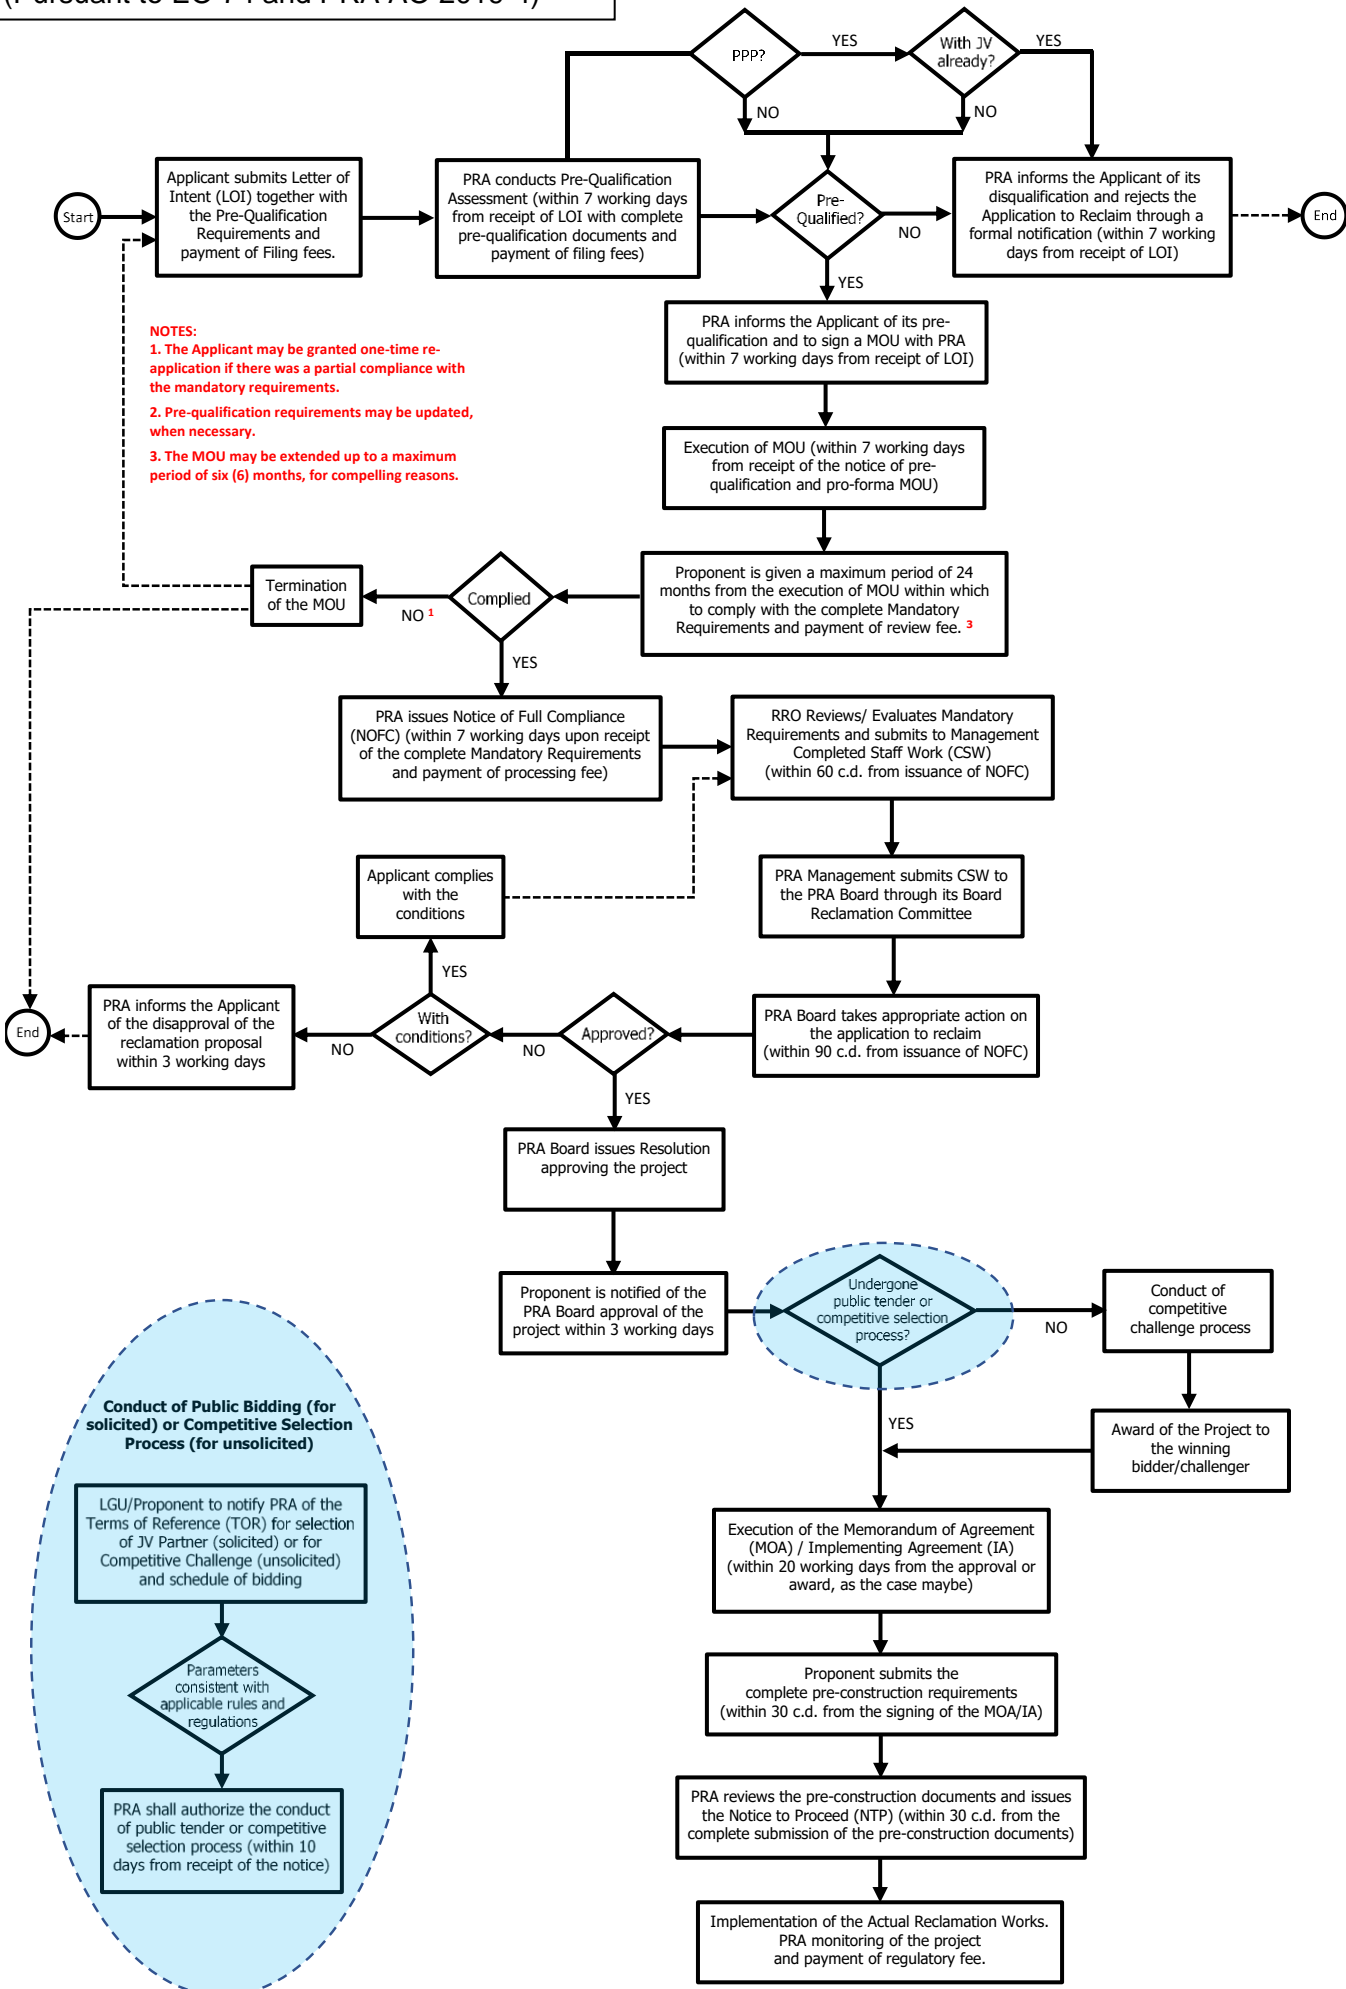 PPP?
YES
With JV
already?
YES
NO
NO
Start
Applicant submits Letter of
Intent (LOI) together with
the Pre-Qualification
Requirements and
payment of Filing fees.
PRA conducts Pre-Qualification
Assessment (within 7 working days
from receipt of LOI with complete
pre-qualification documents and
payment of filing fees)
Pre-
Qualified?
NO
PRA informs the Applicant of its
disqualification and rejects the
Application to Reclaim through a
formal notification (within 7 working
days from receipt of LOI)
End
YES
PRA informs the Applicant of its pre-
qualification and to sign a MOU with PRA
(within 7 working days from receipt of LOI)
NOTES:
1. The Applicant may be granted one-time re-
application if there was a partial compliance with
the mandatory requirements.
2. Pre-qualification requirements may be updated,
when necessary.
3. The MOU may be extended up to a maximum
period of six (6) months, for compelling reasons.
Execution of MOU (within 7 working days
from receipt of the notice of pre-
qualification and pro-forma MOU)
Proponent is given a maximum period of 24
months from the execution of MOU within which
to comply with the complete Mandatory
Requirements and payment of review fee. 3
Complied
NO 1
Termination
of the MOU
YES
PRA issues Notice of Full Compliance
(NOFC) (within 7 working days upon receipt
of the complete Mandatory Requirements
and payment of processing fee)
RRO Reviews/ Evaluates Mandatory
Requirements and submits to Management
Completed Staff Work (CSW)
(within 60 c.d. from issuance of NOFC)
Applicant complies
with the
conditions
PRA Management submits CSW to
the PRA Board through its Board
Reclamation Committee
YES
End
PRA informs the Applicant
of the disapproval of the
reclamation proposal
within 3 working days
NO
With
conditions?
NO
Approved?
PRA Board takes appropriate action on
the application to reclaim
(within 90 c.d. from issuance of NOFC)
YES
PRA Board issues Resolution
approving the project
Proponent is notified of the
PRA Board approval of the
project within 3 working days
Undergone
public tender or
competitive selection
process?
NO
Conduct of
competitive
challenge process
YES
Award of the Project to
the winning
bidder/challenger
Conduct of Public Bidding (for
solicited) or Competitive Selection
Process (for unsolicited)
LGU/Proponent to notify PRA of the
Terms of Reference (TOR) for selection
of JV Partner (solicited) or for
Competitive Challenge (unsolicited)
and schedule of bidding
Parameters
consistent with
applicable rules and
regulations
PRA shall authorize the conduct
of public tender or competitive
selection process (within 10
days from receipt of the notice)
Execution of the Memorandum of Agreement
(MOA) / Implementing Agreement (IA)
(within 20 working days from the approval or
award, as the case maybe)
Proponent submits the
complete pre-construction requirements
(within 30 c.d. from the signing of the MOA/IA)
PRA reviews the pre-construction documents and issues
the Notice to Proceed (NTP) (within 30 c.d. from the
complete submission of the pre-construction documents)
Implementation of the Actual Reclamation Works.
PRA monitoring of the project
and payment of regulatory fee.